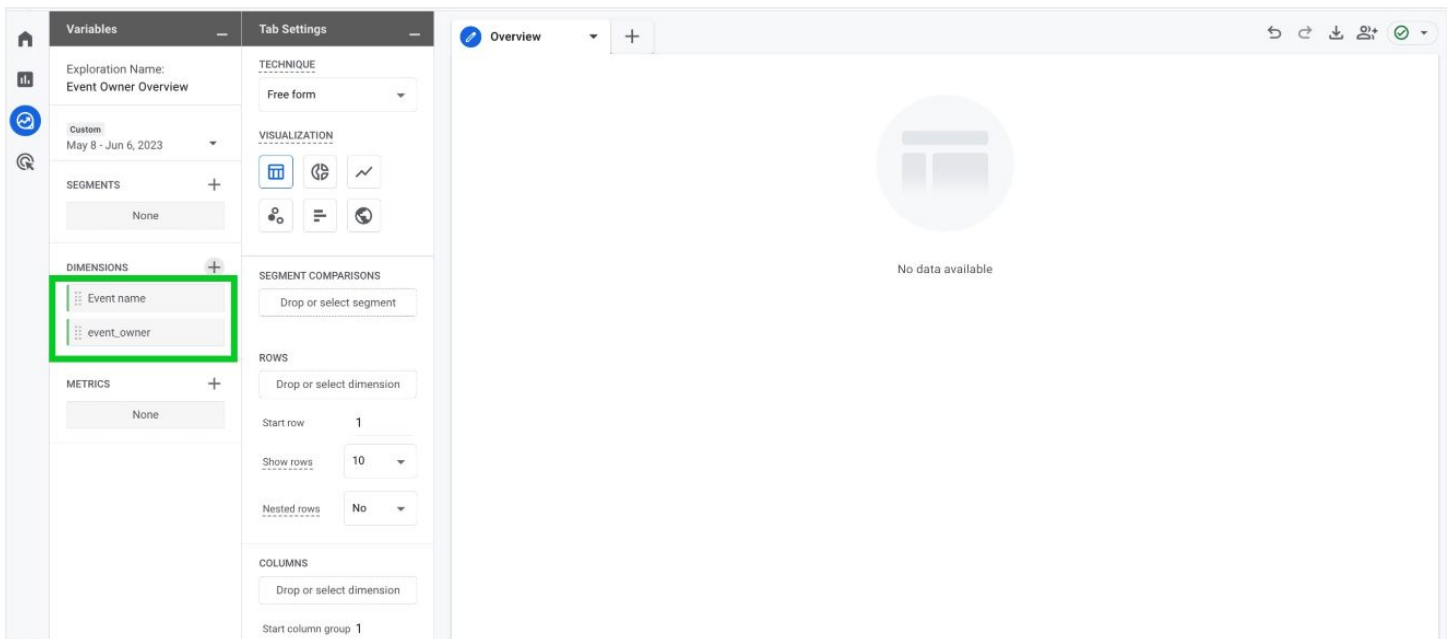 Variables
Exploration Name:
Event Owner Overview
Custom
May 8 - Jun 6, 2023
SEGMENTS
None
DIMENSIONS
Event name
event_owner
METRICS
None
Tab Settings
TECHNIQUE
Free form
VISUALIZATION
SEGMENT COMPARISONS
Drop or select segment
ROWS
Drop or select dimension
Start row 1
Show rows 10
Nested rows No
COLUMNS
Drop or select dimension
Start column group 1
Overview
No data available